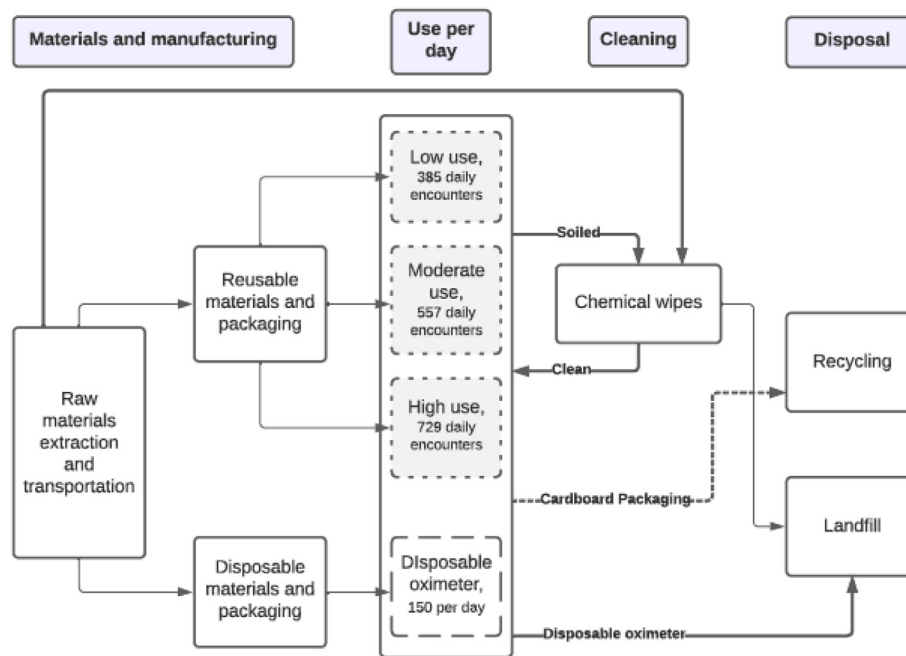 Materials and manufacturing
Use per
day
Cleaning
Disposal
Low use,
385 daily
encounters
Soiled
Reusable
materials and
packaging
Moderate
use,
557 daily
encounters
Chemical wipes
Clean
Recycling
Raw
materials
extraction
and
transportation
High use,
729 daily
encounters
Cardboard Packaging
Landfill
Disposable
materials and
packaging
DIsposable
oximeter,
150 per day
Disposable oximeter